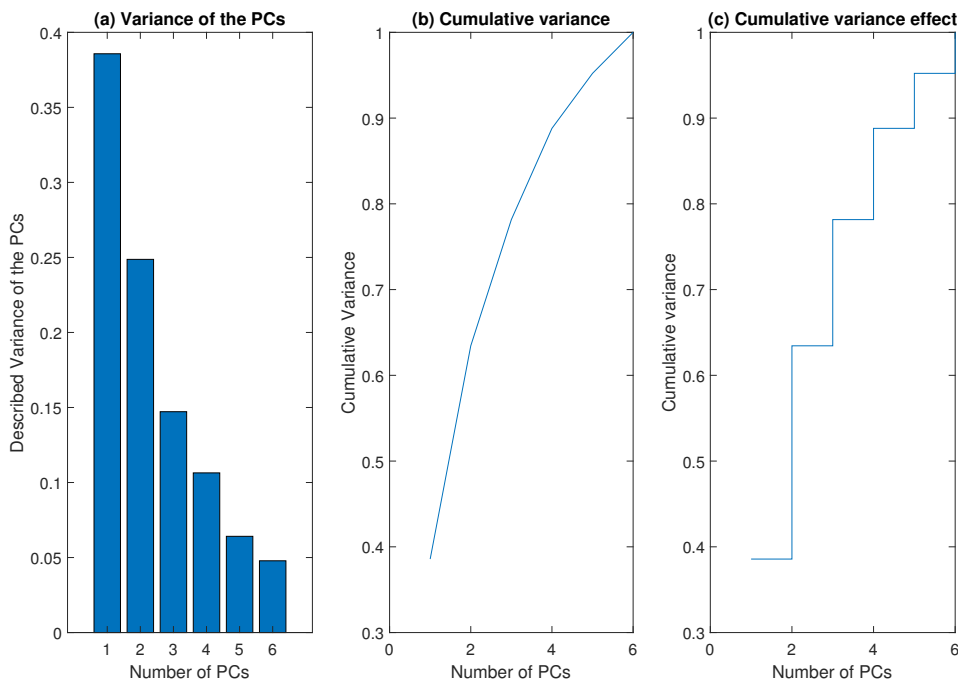 (a) Variance of the PCs
0.4
0.35
0.3
0.25
0.2
0.15
0.1
0.05
0
1 2 3 4 5 6
Number of PCs
Described Variance of the PCs
(b) Cumulative variance
1
0.9
0.8
0.7
0.6
0.5
0.4
0.3
0 2 4 6
Number of PCs
Cumulative Variance
(c) Cumulative variance effect
1
0.9
0.8
0.7
0.6
0.5
0.4
0.3
0 2 4 6
Number of PCs
Cumulative variance